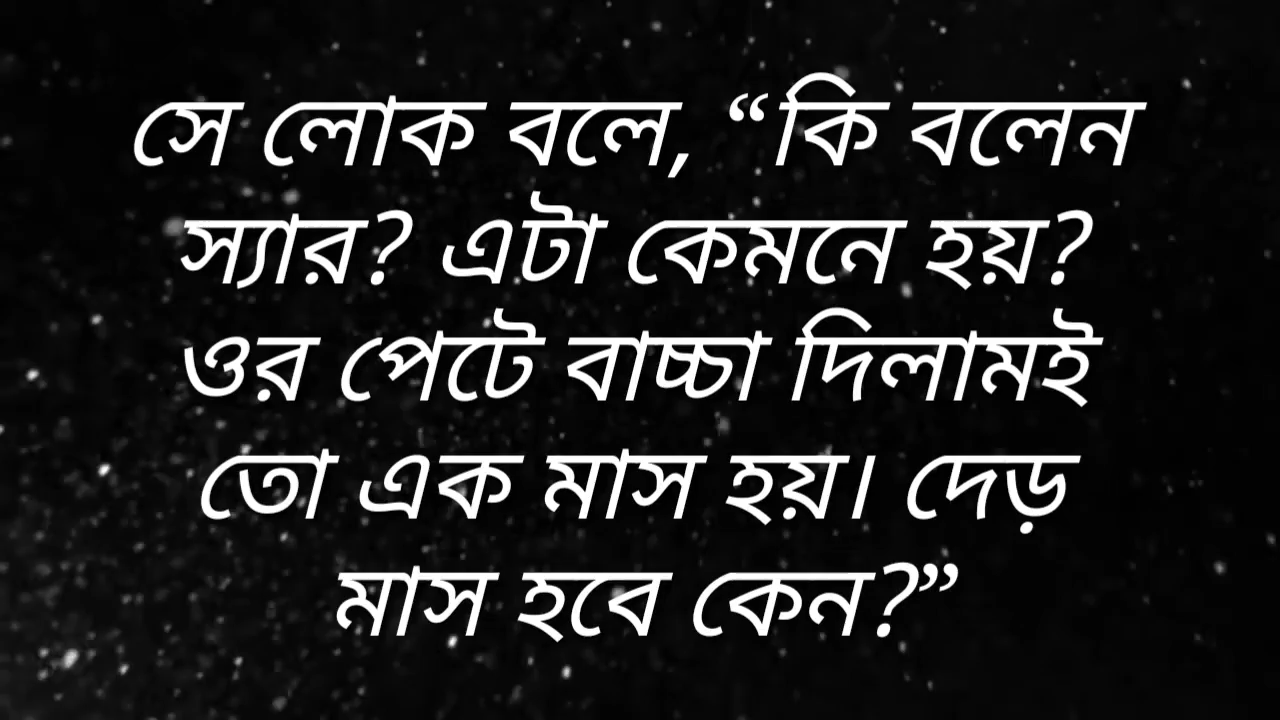 সে লোক বলে, “কি বলেন
স্যার? এটা কেমনে হয়?
ওর পেটে বাচ্চা দিলামই
তো এক মাস হয়। দেড়
মাস হবে কেন?”